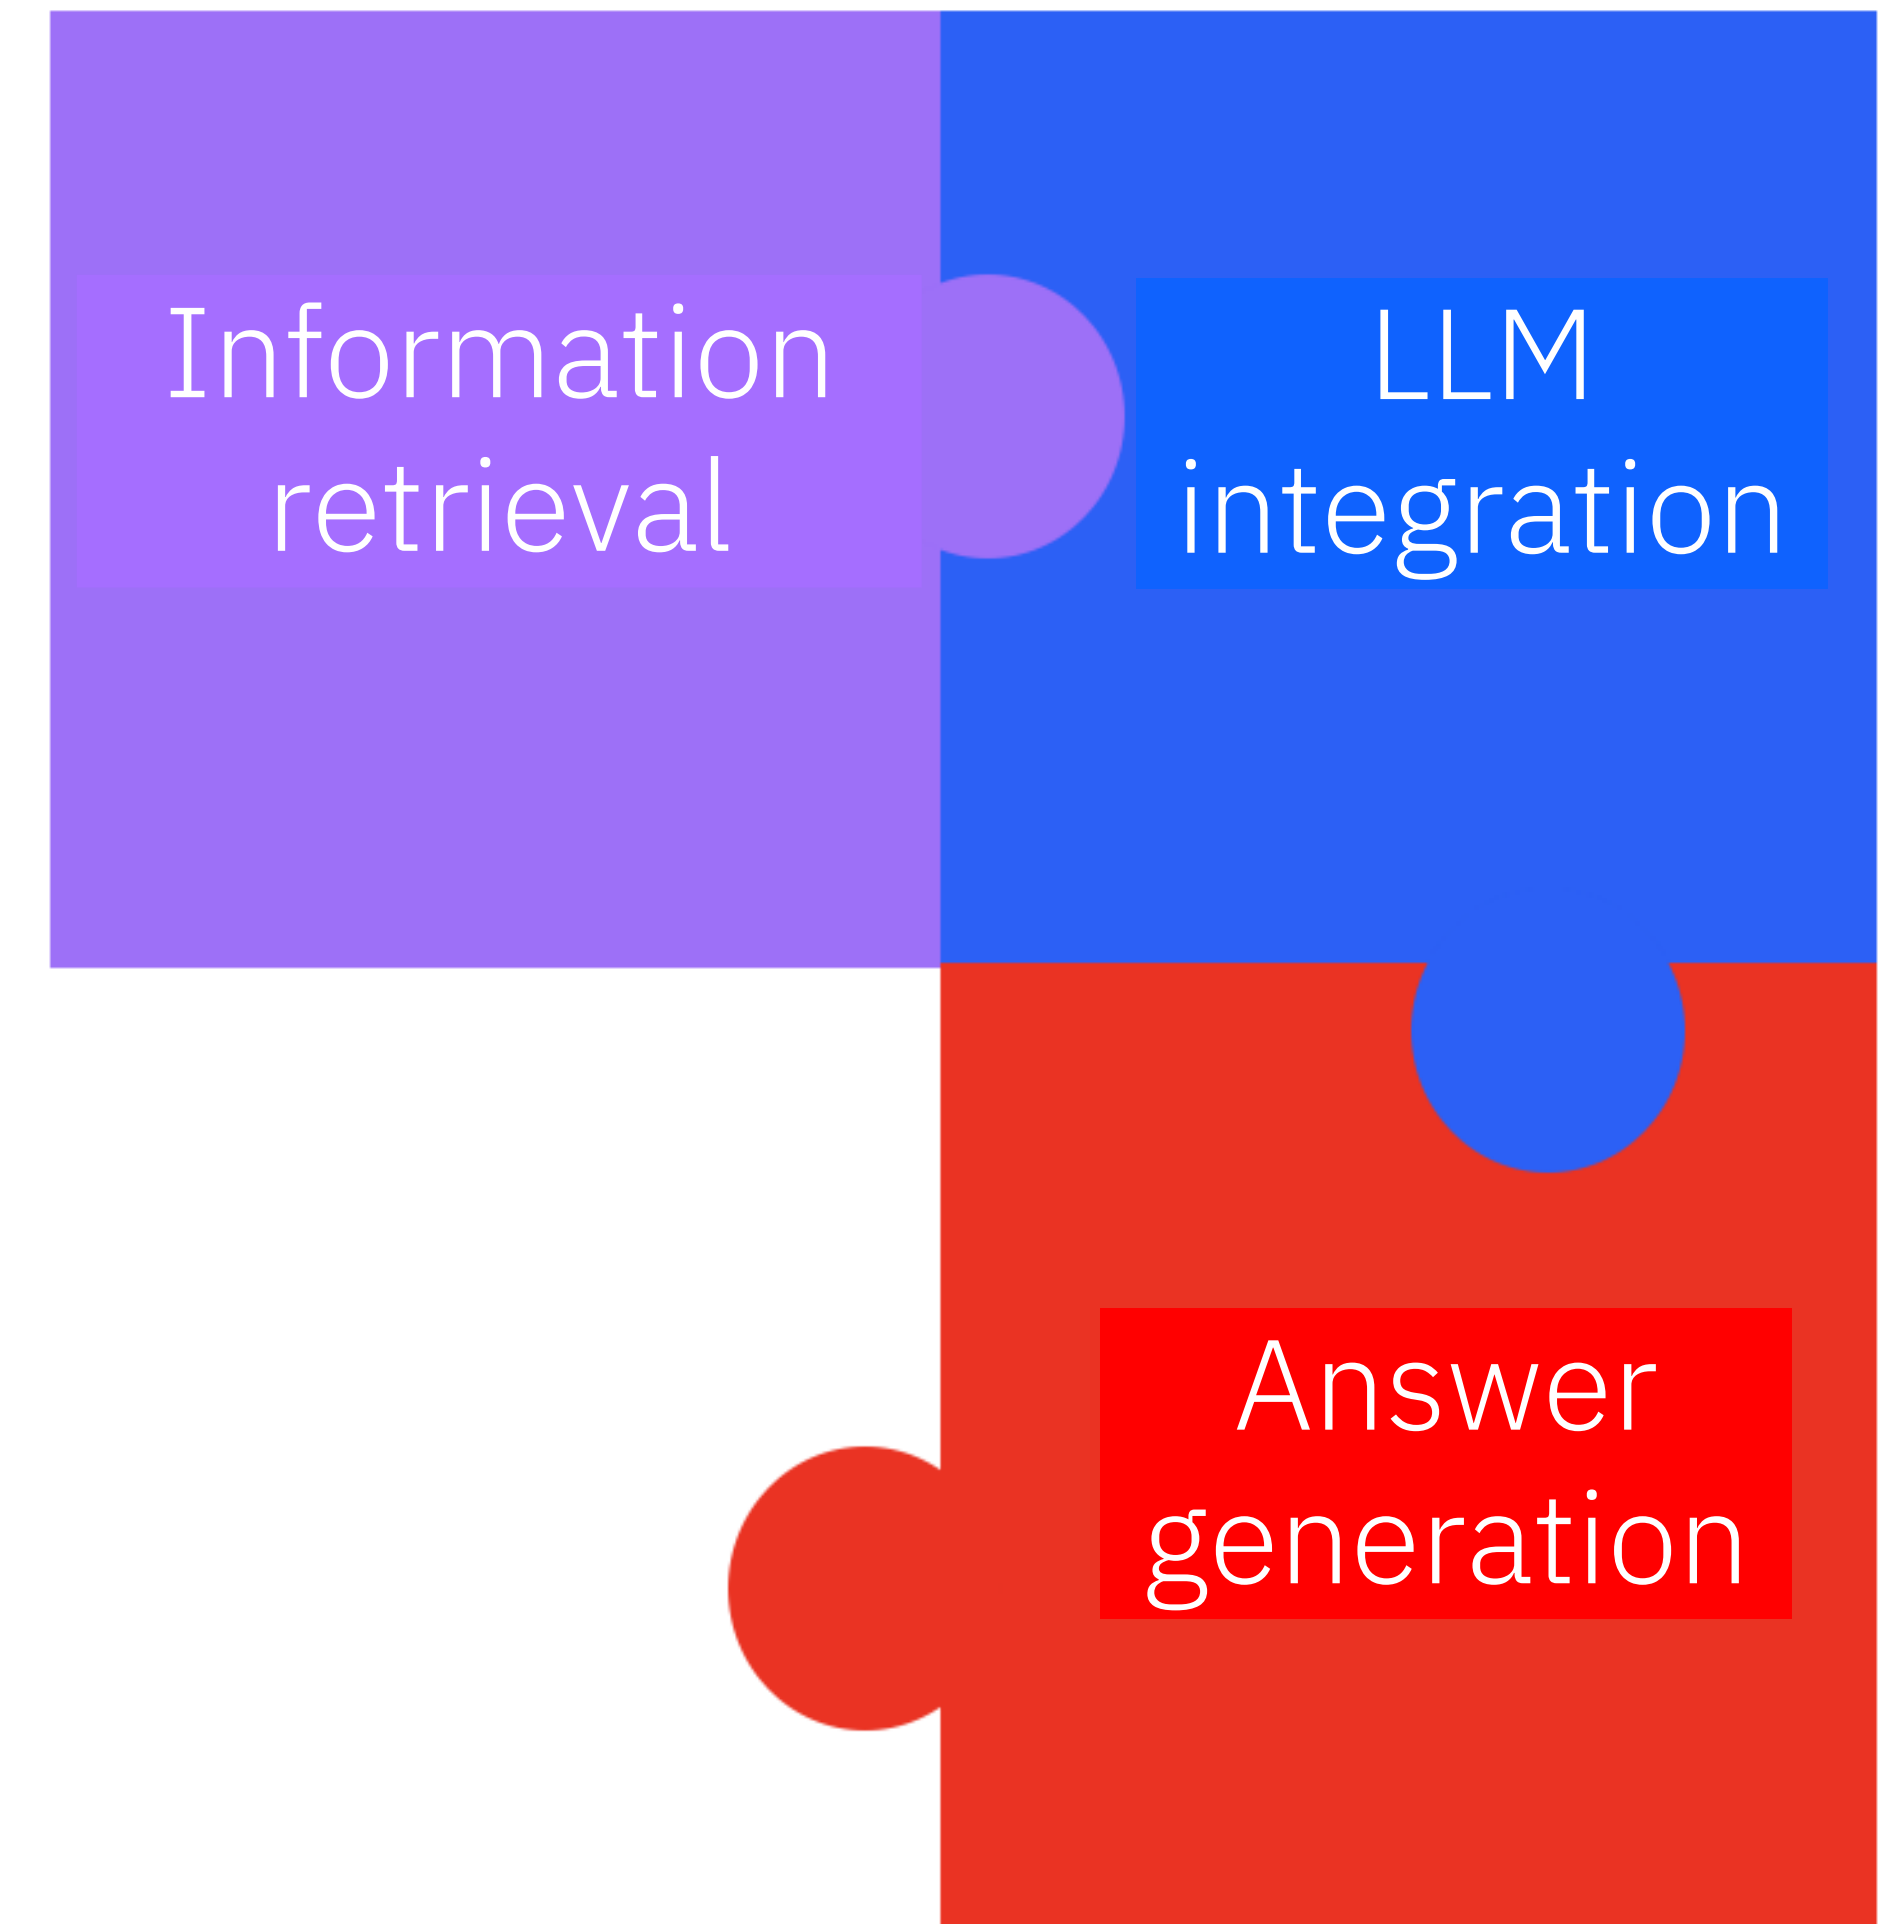 Information
retrieval
LLM
integration
Answer
generation